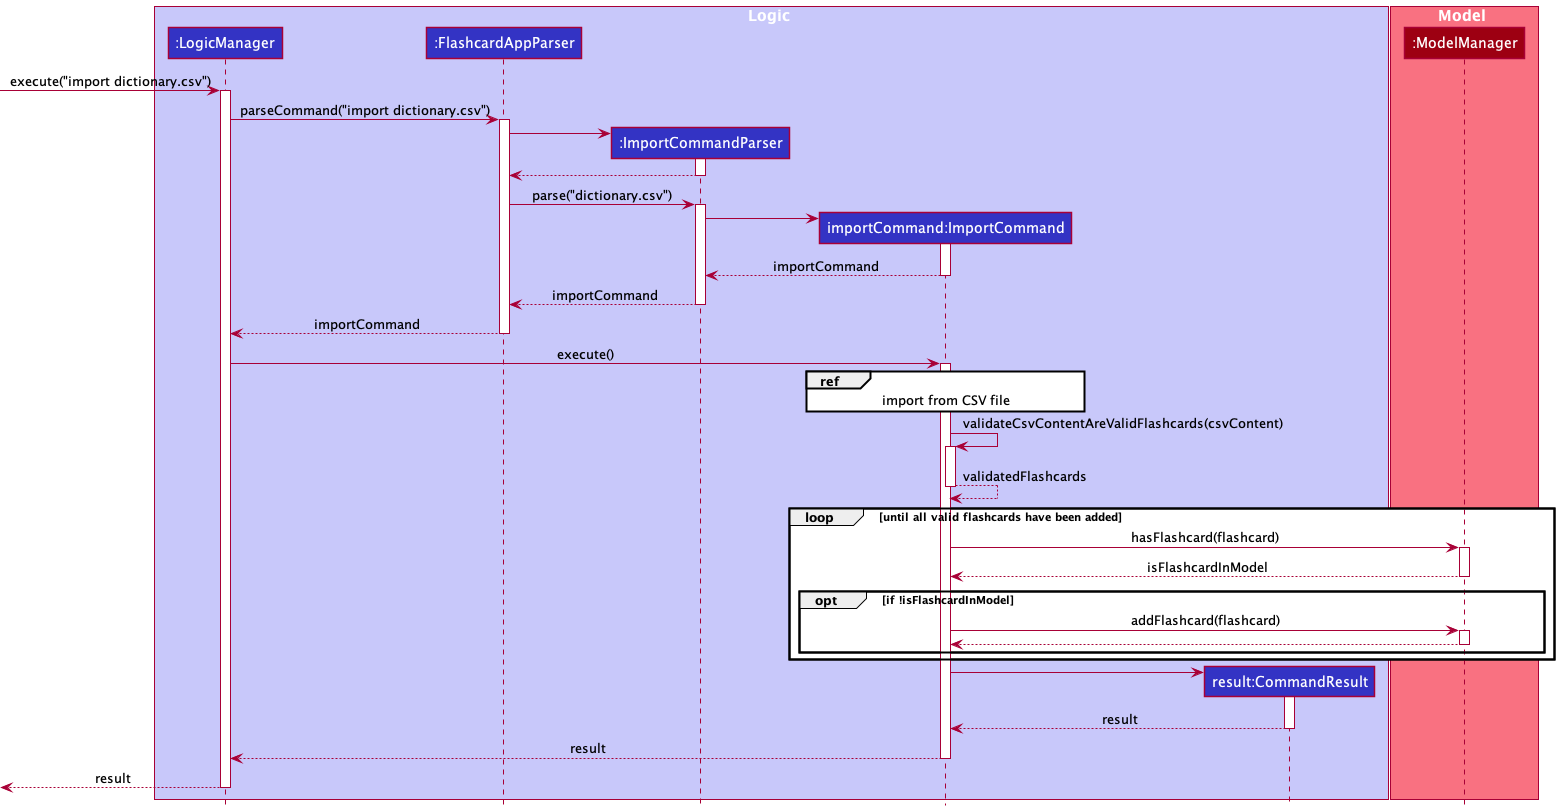 Logic
Model
:LogicManager
:FlashcardAppParser
:ModelManager
execute("import dictionary.csv")
parseCommand("import dictionary.csv")
:ImportCommandParser
parse("dictionary.csv")
importCommand:ImportCommand
importCommand
importCommand
importCommand
execute()
ref
import from CSV file
validateCsvContentAreValidFlashcards(csvContent)
validatedFlashcards
loop
[until all valid flashcards have been added]
hasFlashcard(flashcard)
isFlashcardInModel
opt
[if !isFlashcardInModel]
addFlashcard(flashcard)
result:CommandResult
result
result
result